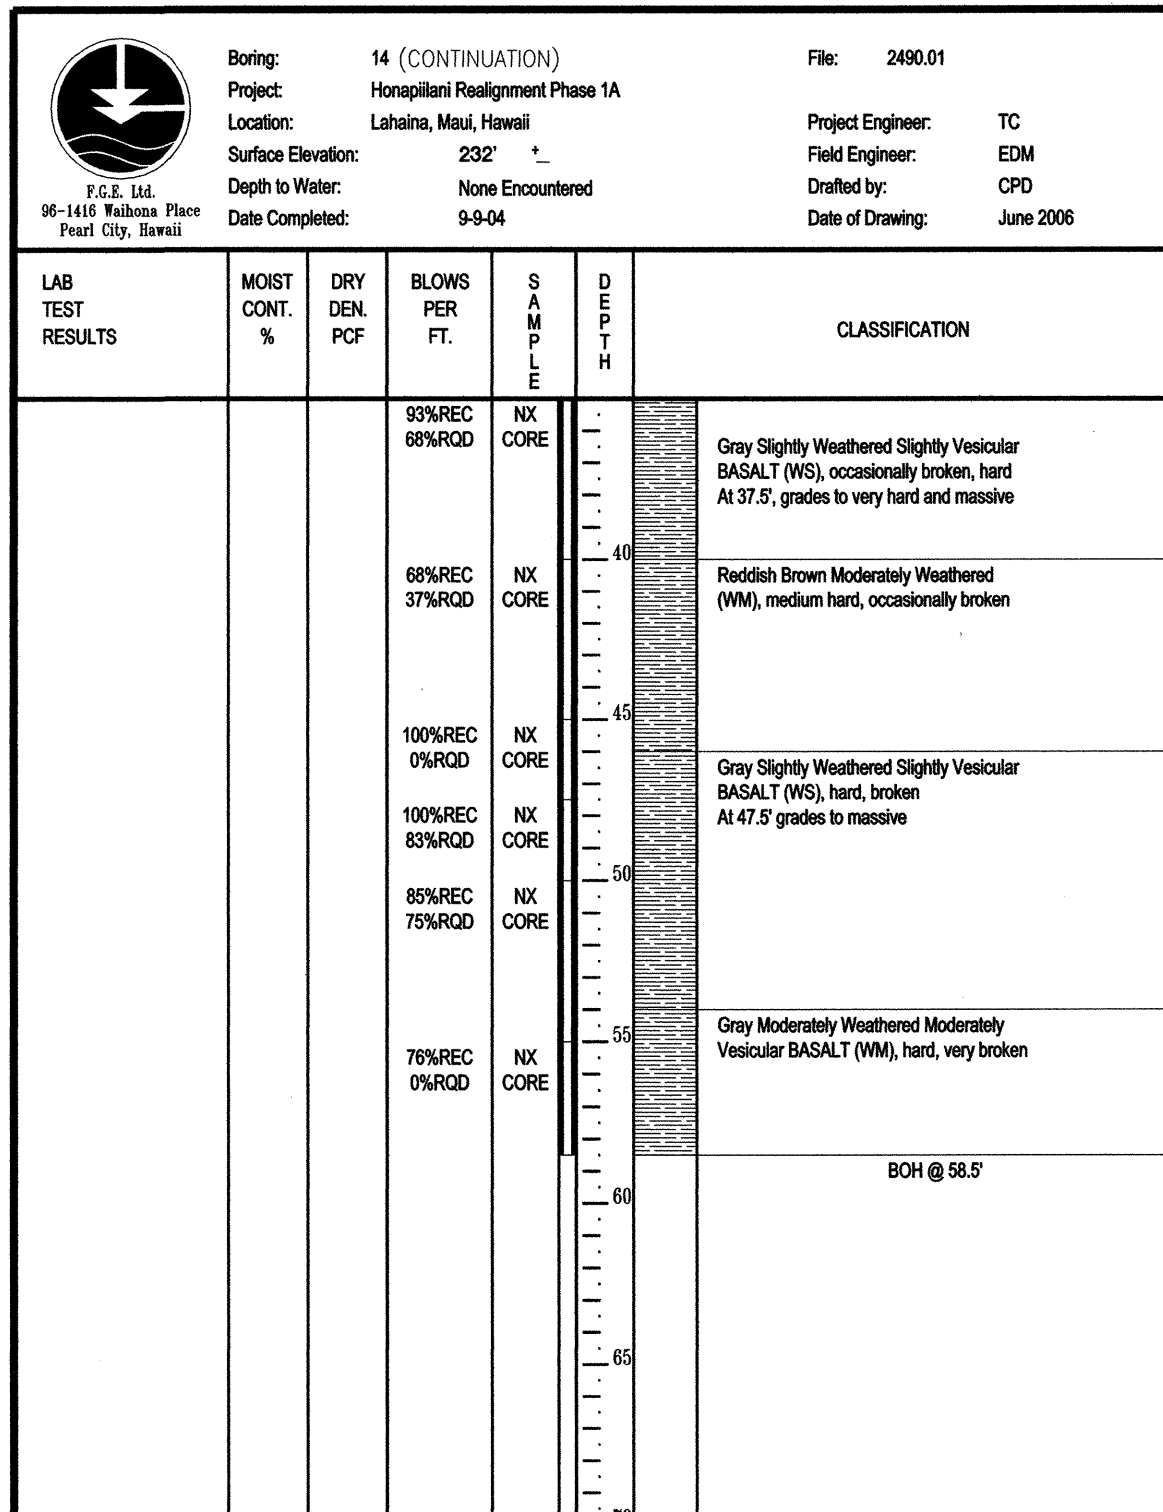 Boring: 14 (CONTINUATION) File: 2490.01
Project: Honapiilani Realignment Phase 1A
Location: Lahaina, Maui, Hawaii Project Engineer: TC
Surface Elevation: 232' +_ Field Engineer: EDM
Depth to Water: None Encountered Drafted by: CPD
Date Completed: 9-9-04 Date of Drawing: June 2006
F.G.E. Ltd.
96-1416 Waihona Place
Pearl City, Hawaii
LAB TEST RESULTS
MOIST CONT. %
DRY DEN. PCF
BLOWS PER FT.
SAMPLE
DEPTH
CLASSIFICATION
93%REC NX
68%RQD CORE
Gray Slightly Weathered Slightly Vesicular
BASALT (WS), occasionally broken, hard
At 37.5', grades to very hard and massive
40
68%REC NX Reddish Brown Moderately Weathered
37%RQD CORE (WM), medium hard, occasionally broken
45
100%REC NX
0%RQD CORE
Gray Slightly Weathered Slightly Vesicular
BASALT (WS), hard, broken
100%REC NX At 47.5' grades to massive
83%RQD CORE
50
85%REC NX
75%RQD CORE
Gray Moderately Weathered Moderately
55
Vesicular BASALT (WM), hard, very broken
76%REC NX
0%RQD CORE
BOH @ 58.5'
60
65